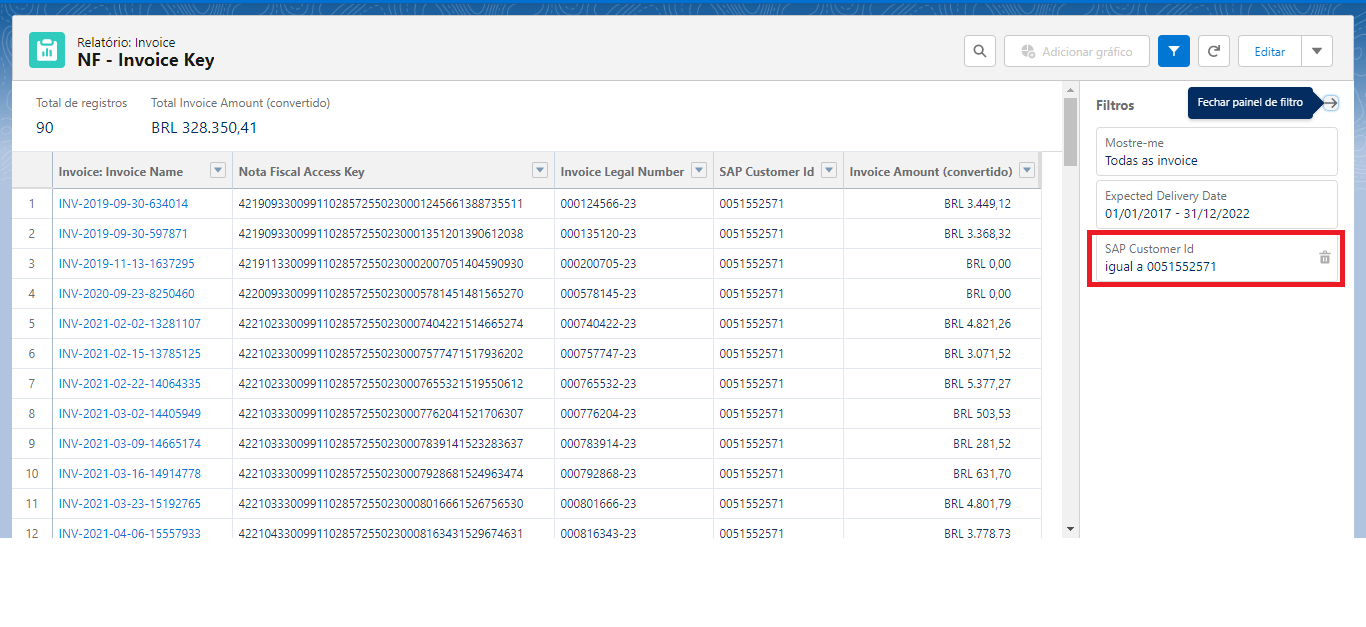 Relatório: Invoice
NF - Invoice Key
Adicionar gráfico
Editar
Total de registros Total Invoice Amount (convertido)
90 BRL 328.350,41
Filtros
Fechar painel de filtro
Mostre-me
Todas as invoice
Expected Delivery Date
01/01/2017 - 31/12/2022
SAP Customer Id
igual a 0051552571
Invoice: Invoice Name Nota Fiscal Access Key Invoice Legal Number SAP Customer Id Invoice Amount (convertido)
1 INV-2019-09-30-634014 42190933009911028572550230001245661388735511 000124566-23 0051552571 BRL 3.449,12
2 INV-2019-09-30-597871 42190933009911028572550230001351201390612038 000135120-23 0051552571 BRL 3.368,32
3 INV-2019-11-13-1637295 42191133009911028572550230002007051404590930 000200705-23 0051552571 BRL 0,00
4 INV-2020-09-23-8250460 42200933009911028572550230005781451481565270 000578145-23 0051552571 BRL 0,00
5 INV-2021-02-02-13281107 42210233009911028572550230007404221514665274 000740422-23 0051552571 BRL 4.821,26
6 INV-2021-02-15-13785125 42210233009911028572550230007577471517936202 000757747-23 0051552571 BRL 3.071,52
7 INV-2021-02-22-14064335 42210233009911028572550230007655321519550612 000765532-23 0051552571 BRL 5.377,27
8 INV-2021-03-02-14405949 42210333009911028572550230007762041521706307 000776204-23 0051552571 BRL 503,53
9 INV-2021-03-09-14665174 42210333009911028572550230007839141523283637 000783914-23 0051552571 BRL 281,52
10 INV-2021-03-16-14914778 42210333009911028572550230007928681524963474 000792868-23 0051552571 BRL 631,70
11 INV-2021-03-23-15192765 42210333009911028572550230008016661526756530 000801666-23 0051552571 BRL 4.801,79
12 INV-2021-04-06-15557933 42210433009911028572550230008163431529674631 000816343-23 0051552571 BRL 3.778,73